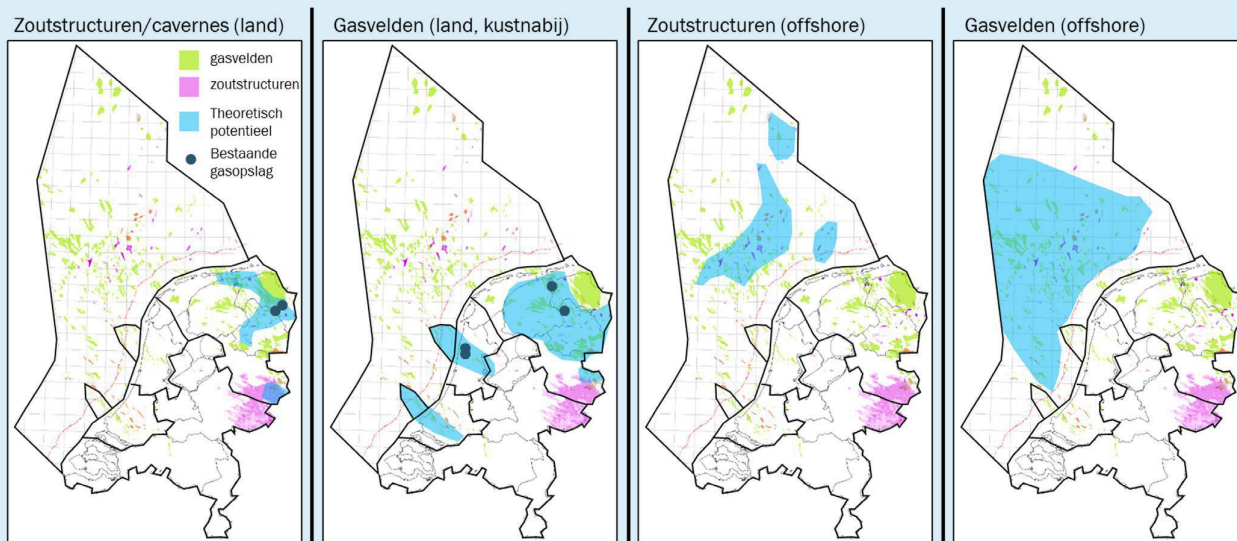 Zoutstructuren/cavernes (land)
gasvelden
zoutstructuren
Theoretisch
potentieel
Bestaande
gasopslag
Gasvelden (land, kustnabij)
Zoutstructuren (offshore)
Gasvelden (offshore)